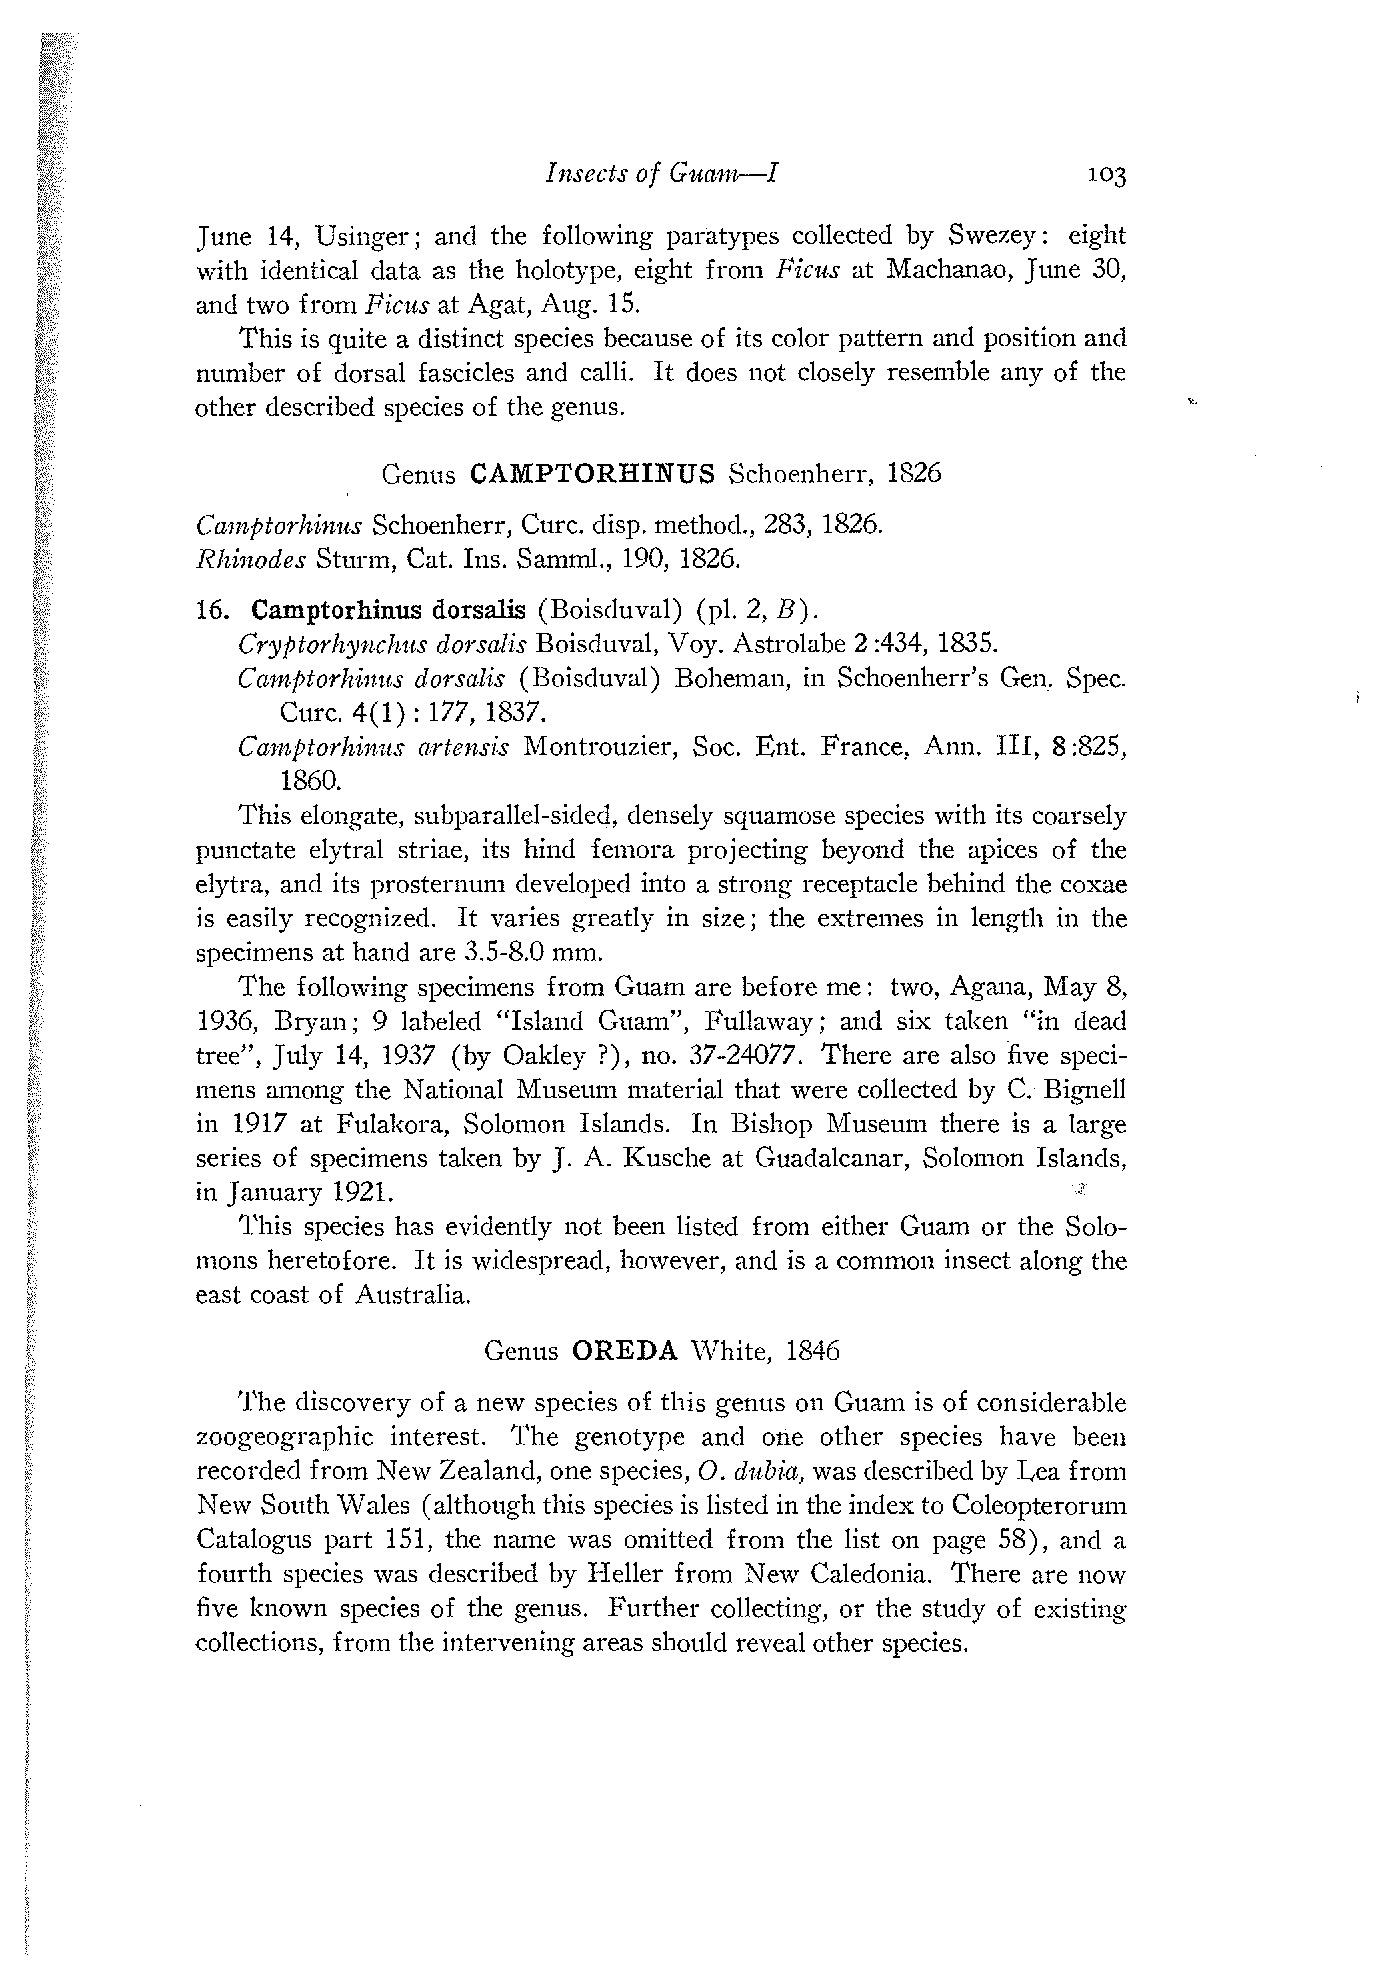 Insects of Guam—I 103
June 14, Usinger; and the following paratypes collected by Swezey: eight
with identical data as the holotype, eight from Ficus at Machanao, June 30,
and two from Ficus at Agat, Aug. 15.
This is quite a distinct species because of its color pattern and position and
number of dorsal fascicles and calli. It does not closely resemble any of the
other described species of the genus.
Genus CAMPTORHINUS Schoenherr, 1826
Camptorhinus Schoenherr, Curc. disp. method., 283, 1826.
Rhinodes Sturm, Cat. Ins. Samml., 190, 1826.
16. Camptorhinus dorsalis (Boisduval) (pl. 2, B).
Cryptorhynchus dorsalis Boisduval, Voy. Astrolabe 2:434, 1835.
Camptorhinus dorsalis (Boisduval) Boheman, in Schoenherr's Gen. Spec.
Curc. 4(1): 177, 1837.
Camptorhinus artensis Montrouzier, Soc. Ent. France, Ann. III, 8:825,
1860.
This elongate, subparallel-sided, densely squamose species with its coarsely
punctate elytral striae, its hind femora projecting beyond the apices of the
elytra, and its prosternum developed into a strong receptacle behind the coxae
is easily recognized. It varies greatly in size; the extremes in length in the
specimens at hand are 3.5-8.0 mm.
The following specimens from Guam are before me: two, Agana, May 8,
1936, Bryan; 9 labeled "Island Guam", Fullaway; and six taken "in dead
tree", July 14, 1937 (by Oakley ?), no. 37-24077. There are also five speci-
mens among the National Museum material that were collected by C. Bignell
in 1917 at Fulakora, Solomon Islands. In Bishop Museum there is a large
series of specimens taken by J. A. Kusche at Guadalcanar, Solomon Islands,
in January 1921.
This species has evidently not been listed from either Guam or the Solo-
mons heretofore. It is widespread, however, and is a common insect along the
east coast of Australia.
Genus OREDA White, 1846
The discovery of a new species of this genus on Guam is of considerable
zoogeographic interest. The genotype and one other species have been
recorded from New Zealand, one species, O. dubia, was described by Lea from
New South Wales (although this species is listed in the index to Coleopterorum
Catalogus part 151, the name was omitted from the list on page 58), and a
fourth species was described by Heller from New Caledonia. There are now
five known species of the genus. Further collecting, or the study of existing
collections, from the intervening areas should reveal other species.